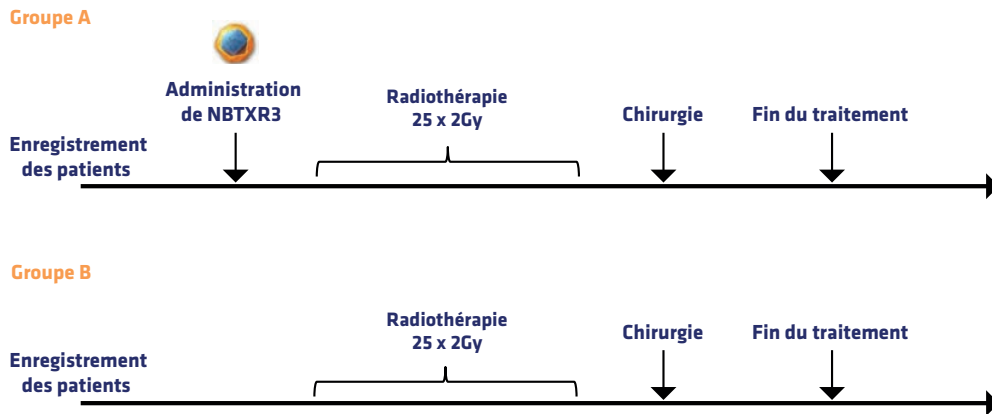 Groupe A
Administration
de NBTXR3
Radiothérapie
25 x 2Gy
Chirurgie
Fin du traitement
Enregistrement
des patients
Groupe B
Radiothérapie
25 x 2Gy
Chirurgie
Fin du traitement
Enregistrement
des patients